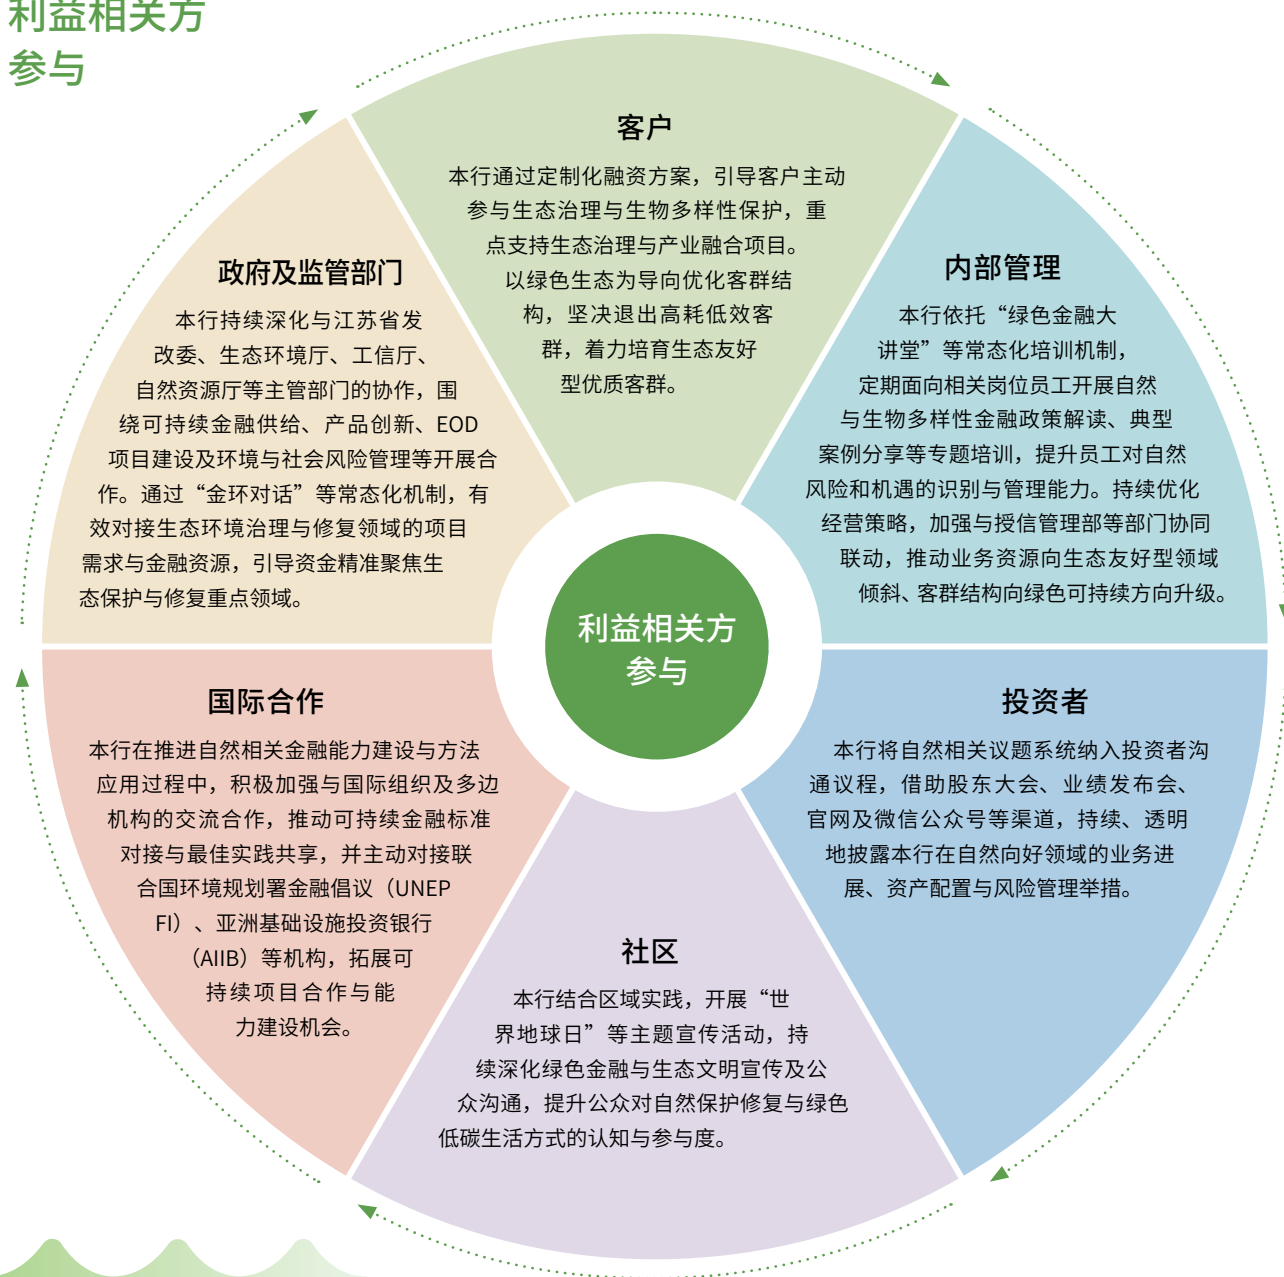 利益相关方
参与
客户
本行通过定制化融资方案，引导客户主动
参与生态治理与生物多样性保护，重
点支持生态治理与产业融合项目。
以绿色生态为导向优化客群结
构，坚决退出高耗低效客
群，着力培育生态友好
型优质客群。
内部管理
本行依托“绿色金融大
讲堂”等常态化培训机制，
定期面向相关岗位员工开展自然
与生物多样性金融政策解读、典型
案例分享等专题培训，提升员工对自然
风险和机遇的识别与管理能力。持续优化
经营策略，加强与授信管理部等部门协同
联动，推动业务资源向生态友好型领域
倾斜、客群结构向绿色可持续方向升级。
投资者
本行将自然相关议题系统纳入投资者沟
通议程，借助股东大会、业绩发布会、
官网及微信公众号等渠道，持续、透明
地披露本行在自然向好领域的业务进
展、资产配置与风险管理举措。
社区
本行结合区域实践，开展“世
界地球日”等主题宣传活动，持
续深化绿色金融与生态文明宣传及公
众沟通，提升公众对自然保护修复与绿色
低碳生活方式的认知与参与度。
国际合作
本行在推进自然相关金融能力建设与方法
应用过程中，积极加强与国际组织及多边
机构的交流合作，推动可持续金融标准
对接与最佳实践共享，并主动对接联
合国环境规划署金融倡议（UNEP
FI）、亚洲基础设施投资银行
（AIIB）等机构，拓展可
持续项目合作与能
力建设机会。
政府及监管部门
本行持续深化与江苏省发
改委、生态环境厅、工信厅、
自然资源厅等主管部门的协作，围
绕可持续金融供给、产品创新、EOD
项目建设及环境与社会风险管理等开展合
作。通过“金环对话”等常态化机制，有
效对接生态环境治理与修复领域的项目
需求与金融资源，引导资金精准聚焦生
态保护与修复重点领域。
利益相关方
参与